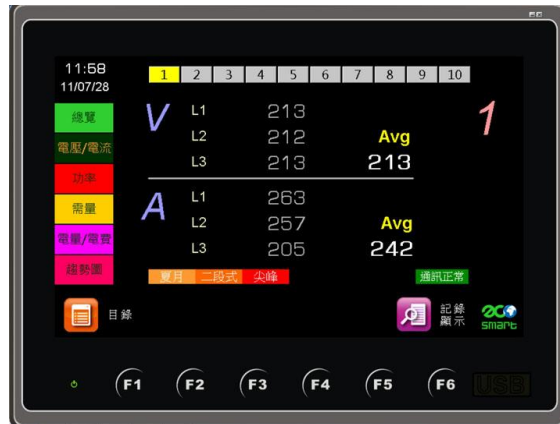 11:58
11/07/28
1 2 3 4 5 6 7 8 9 10
總覽
電壓/電流
功率
需量
電量/電費
趨勢圖
V
L1 213
L2 212 Avg
L3 213 213
1
A
L1 263
L2 257 Avg
L3 205 242
夏月 二段式 尖峰
通訊正常
目錄
記錄
顯示
eco
smart
F1 F2 F3 F4 F5 F6 USB